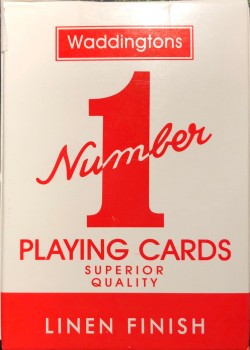 Waddingtons
Number
1
PLAYING CARDS
SUPERIOR
QUALITY
LINEN FINISH